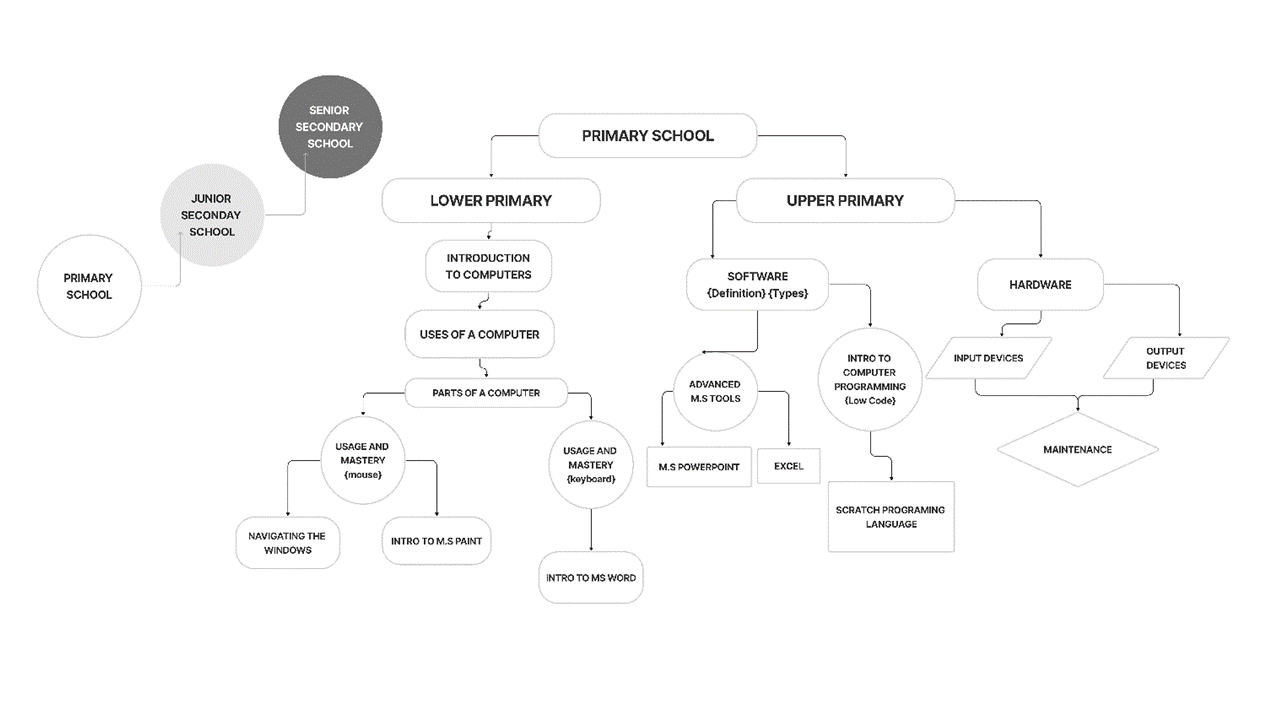 SENIOR
SECONDARY
SCHOOL
JUNIOR
SECONDAY
SCHOOL
PRIMARY
SCHOOL
PRIMARY SCHOOL
LOWER PRIMARY
INTRODUCTION
TO COMPUTERS
USES OF A COMPUTER
PARTS OF A COMPUTER
USAGE AND
MASTERY
{mouse}
NAVIGATING THE
WINDOWS
INTRO TO M.S PAINT
USAGE AND
MASTERY
{keyboard}
INTRO TO MS WORD
UPPER PRIMARY
SOFTWARE
{Definition} {Types}
ADVANCED
M.S TOOLS
M.S POWERPOINT
EXCEL
INTRO TO
COMPUTER
PROGRAMMING
{Low Code}
SCRATCH PROGRAMING
LANGUAGE
HARDWARE
INPUT DEVICES
OUTPUT
DEVICES
MAINTENANCE